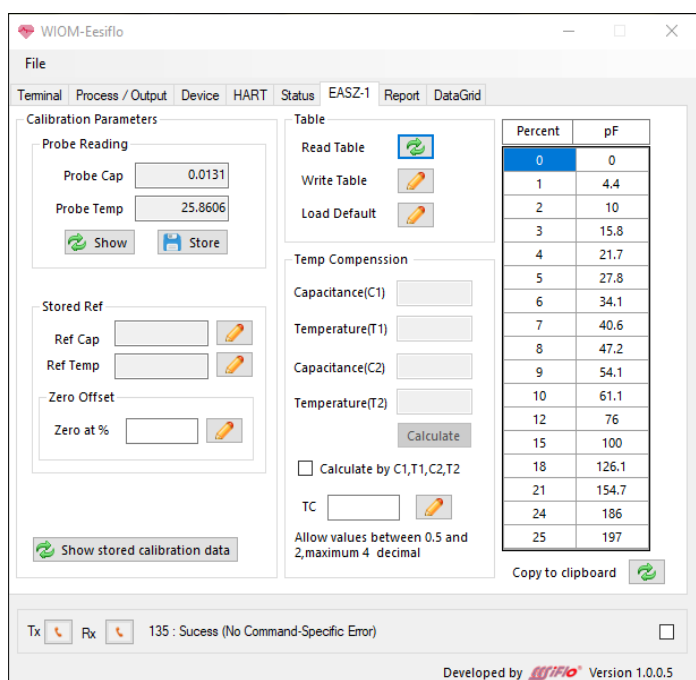 WIOM-Eesiflo
File
Terminal Process / Output Device HART Status EASZ-1 Report DataGrid
Calibration Parameters
Probe Reading
Probe Cap 0.0131
Probe Temp 25.8606
Show Store
Stored Ref
Ref Cap
Ref Temp
Zero Offset
Zero at %
Show stored calibration data
Table
Read Table
Write Table
Load Default
Temp Compenssion
Capacitance(C1)
Temperature(T1)
Capacitance(C2)
Temperature(T2)
Calculate
Calculate by C1,T1,C2,T2
TC
Allow values between 0.5 and
2,maximum 4 decimal
Percent pF
0 0
1 4.4
2 10
3 15.8
4 21.7
5 27.8
6 34.1
7 40.6
8 47.2
9 54.1
10 61.1
12 76
15 100
18 126.1
21 154.7
24 186
25 197
Copy to clipboard
Tx Rx 135 : Sucess (No Command-Specific Error)
Developed by Version 1.0.0.5